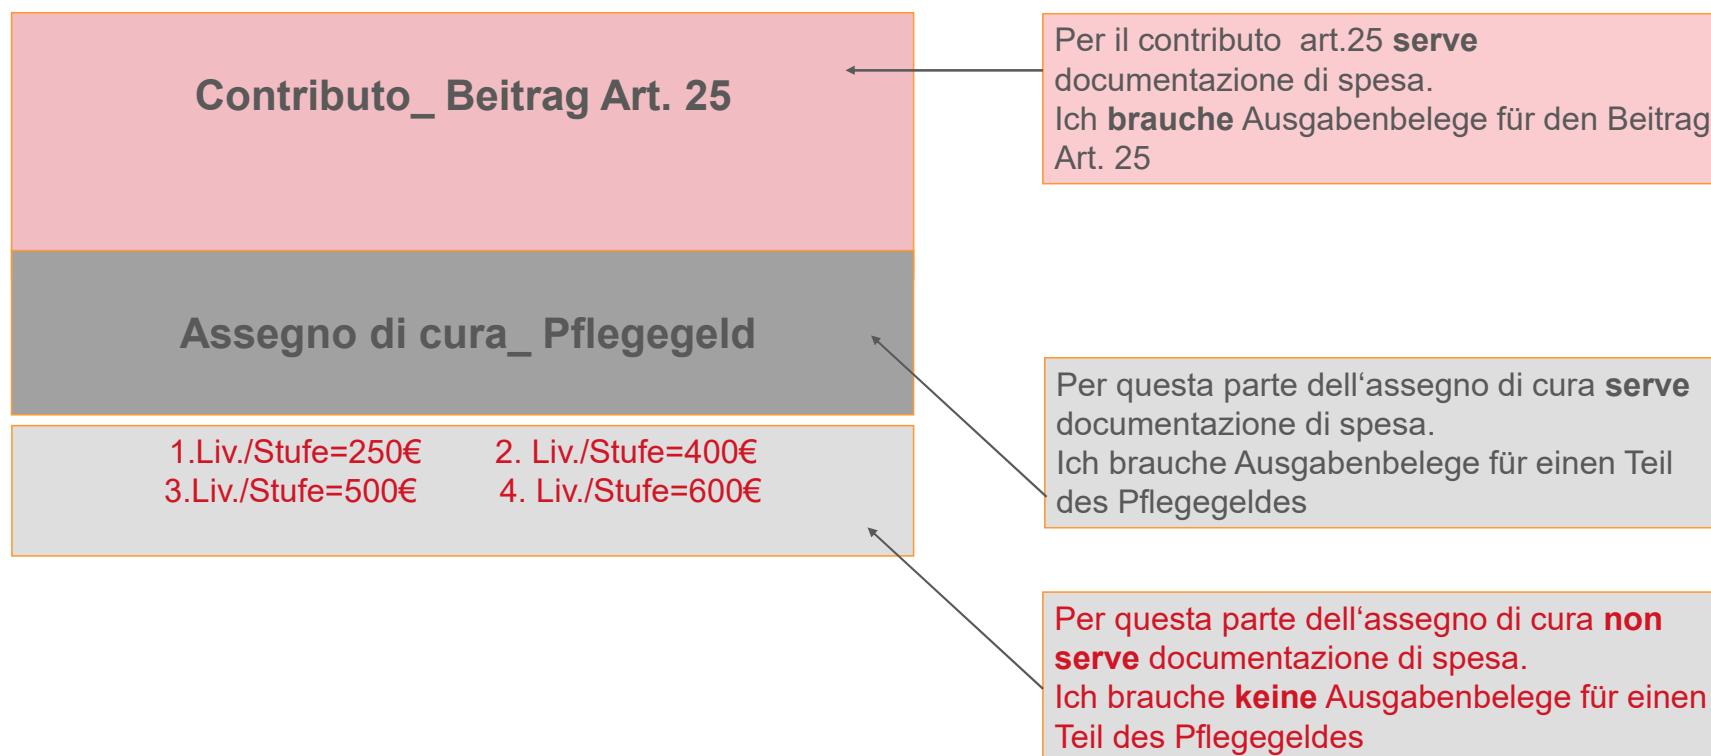 Contributo_ Beitrag Art. 25
Per il contributo  art.25 serve
documentazione di spesa.
Ich brauche Ausgabenbelege für den Beitrag
Art. 25
Assegno di cura_ Pflegegeld
Per questa parte dell‘assegno di cura serve
documentazione di spesa.
Ich brauche Ausgabenbelege für einen Teil
des Pflegegeldes
1.Liv./Stufe=250€ 2. Liv./Stufe=400€
3.Liv./Stufe=500€ 4. Liv./Stufe=600€
Per questa parte dell‘assegno di cura non
serve documentazione di spesa.
Ich brauche keine Ausgabenbelege für einen
Teil des Pflegegeldes